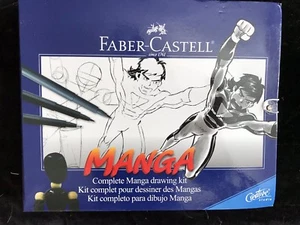 FABER-CASTELL
since 1761
MANGA
Complete Manga drawing kit
Kit complet pour dessiner des Mangas
Kit completo para dibujo Manga
Creative
studio